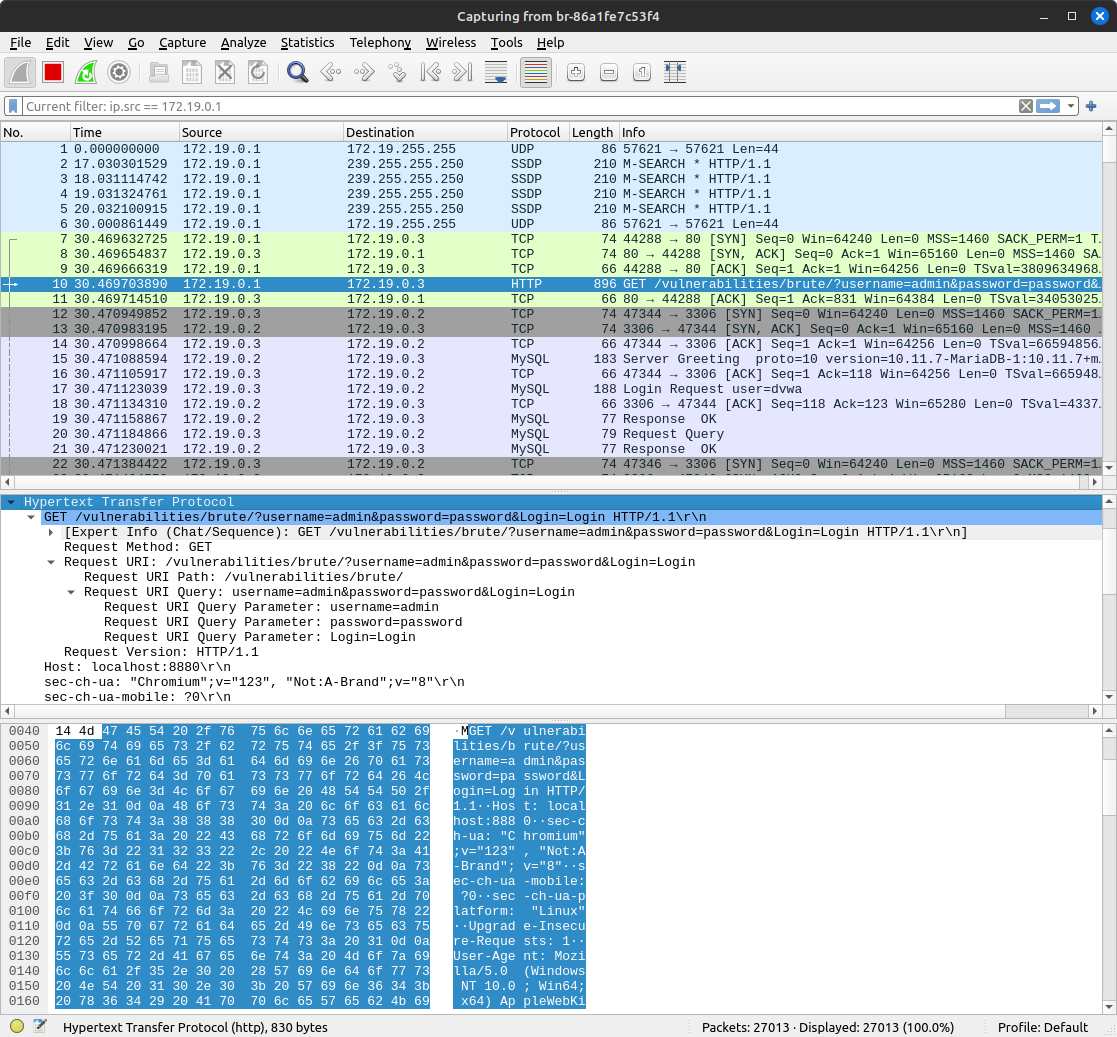 Capturing from br-86a1fe7c53f4
File Edit View Go Capture Analyze Statistics Telephony Wireless Tools Help
Current filter: ip.src == 172.19.0.1
No. Time Source Destination Protocol Length Info
1 0.000000000 172.19.0.1 172.19.255.255 UDP 86 57621 → 57621 Len=44
2 17.030301529 172.19.0.1 239.255.255.250 SSDP 210 M-SEARCH * HTTP/1.1
3 18.031114742 172.19.0.1 239.255.255.250 SSDP 210 M-SEARCH * HTTP/1.1
4 19.031324761 172.19.0.1 239.255.255.250 SSDP 210 M-SEARCH * HTTP/1.1
5 20.032100915 172.19.0.1 239.255.255.250 SSDP 210 M-SEARCH * HTTP/1.1
6 30.000861449 172.19.0.1 172.19.255.255 UDP 86 57621 → 57621 Len=44
7 30.469632725 172.19.0.1 172.19.0.3 TCP 74 44288 → 80 [SYN] Seq=0 Win=64240 Len=0 MSS=1460 SACK_PERM=1 T…
8 30.469654837 172.19.0.3 172.19.0.1 TCP 74 80 → 44288 [SYN, ACK] Seq=0 Ack=1 Win=65160 Len=0 MSS=1460 SA…
9 30.469666319 172.19.0.1 172.19.0.3 TCP 66 44288 → 80 [ACK] Seq=1 Ack=1 Win=64256 Len=0 TSval=3809634968…
10 30.469703890 172.19.0.1 172.19.0.3 HTTP 896 GET /vulnerabilities/brute/?username=admin&password=password&…
11 30.469714510 172.19.0.3 172.19.0.1 TCP 66 80 → 44288 [ACK] Seq=1 Ack=831 Win=64384 Len=0 TSval=34053025…
12 30.470949852 172.19.0.3 172.19.0.2 TCP 74 47344 → 3306 [SYN] Seq=0 Win=64240 Len=0 MSS=1460 SACK_PERM=1…
13 30.470983195 172.19.0.2 172.19.0.3 TCP 74 3306 → 47344 [SYN, ACK] Seq=0 Ack=1 Win=65160 Len=0 MSS=1460 …
14 30.470998664 172.19.0.3 172.19.0.2 TCP 66 47344 → 3306 [ACK] Seq=1 Ack=1 Win=64256 Len=0 TSval=66594856…
15 30.471088594 172.19.0.2 172.19.0.3 MySQL 183 Server Greeting proto=10 version=10.11.7-MariaDB-1:10.11.7+m…
16 30.471105917 172.19.0.3 172.19.0.2 TCP 66 47344 → 3306 [ACK] Seq=1 Ack=118 Win=64256 Len=0 TSval=665948…
17 30.471123039 172.19.0.3 172.19.0.2 MySQL 188 Login Request user=dvwa
18 30.471134310 172.19.0.2 172.19.0.3 TCP 66 3306 → 47344 [ACK] Seq=118 Ack=123 Win=65280 Len=0 TSval=4337…
19 30.471158867 172.19.0.2 172.19.0.3 MySQL 77 Response OK
20 30.471184866 172.19.0.3 172.19.0.2 MySQL 79 Request Query
21 30.471230021 172.19.0.2 172.19.0.3 MySQL 77 Response OK
22 30.471384422 172.19.0.3 172.19.0.2 TCP 74 47346 → 3306 [SYN] Seq=0 Win=64240 Len=0 MSS=1460 SACK_PERM=1…
Hypertext Transfer Protocol
GET /vulnerabilities/brute/?username=admin&password=password&Login=Login HTTP/1.1\r\n
[Expert Info (Chat/Sequence): GET /vulnerabilities/brute/?username=admin&password=password&Login=Login HTTP/1.1\r\n]
Request Method: GET
Request URI: /vulnerabilities/brute/?username=admin&password=password&Login=Login
Request URI Path: /vulnerabilities/brute/
Request URI Query: username=admin&password=password&Login=Login
Request URI Query Parameter: username=admin
Request URI Query Parameter: password=password
Request URI Query Parameter: Login=Login
Request Version: HTTP/1.1
Host: localhost:8880\r\n
sec-ch-ua: "Chromium";v="123", "Not:A-Brand";v="8"\r\n
sec-ch-ua-mobile: ?0\r\n
0040 14 4d 47 45 54 20 2f 76 75 6c 6e 65 72 61 62 69 ·MGET /v ulnerabi
0050 6c 69 74 69 65 73 2f 62 72 75 74 65 2f 3f 75 73 lities/b rute/?us
0060 65 72 6e 61 6d 65 3d 61 64 6d 69 6e 26 70 61 73 ername=a dmin&pas
0070 73 77 6f 72 64 3d 70 61 73 73 77 6f 72 64 26 4c sword=pa ssword&L
0080 6f 67 69 6e 3d 4c 6f 67 69 6e 20 48 54 54 50 2f ogin=Log in HTTP/
0090 31 2e 31 0d 0a 48 6f 73 74 3a 20 6c 6f 63 61 6c 1.1··Hos t: local
00a0 68 6f 73 74 3a 38 38 38 30 0d 0a 73 65 63 2d 63 host:888 0··sec-c
00b0 68 2d 75 61 3a 20 22 43 68 72 6f 6d 69 75 6d 22 h-ua: "C hromium"
00c0 3b 76 3d 22 31 32 33 22 2c 20 22 4e 6f 74 3a 41 ;v="123" , "Not:A
00d0 2d 42 72 61 6e 64 22 3b 76 3d 22 38 22 0d 0a 73 -Brand"; v="8"··s
00e0 65 63 2d 63 68 2d 75 61 2d 6d 6f 62 69 6c 65 3a ec-ch-ua -mobile:
00f0 20 3f 30 0d 0a 73 65 63 2d 63 68 2d 75 61 2d 70 ?0··sec -ch-ua-p
0100 6c 61 74 66 6f 72 6d 3a 20 22 4c 69 6e 75 78 22 latform: "Linux"
0110 0d 0a 55 70 67 72 61 64 65 2d 49 6e 73 65 63 75 ··Upgrad e-Insecu
0120 72 65 2d 52 65 71 75 65 73 74 73 3a 20 31 0d 0a re-Reque sts: 1··
0130 55 73 65 72 2d 41 67 65 6e 74 3a 20 4d 6f 7a 69 User-Age nt: Mozi
0140 6c 6c 61 2f 35 2e 30 20 28 57 69 6e 64 6f 77 73 lla/5.0 (Windows
0150 20 4e 54 20 31 30 2e 30 3b 20 57 69 6e 36 34 3b NT 10.0 ; Win64;
0160 20 78 36 34 29 20 41 70 70 6c 65 57 65 62 4b 69 x64) Ap pleWebKi
Hypertext Transfer Protocol (http), 830 bytes Packets: 27013 · Displayed: 27013 (100.0%) Profile: Default